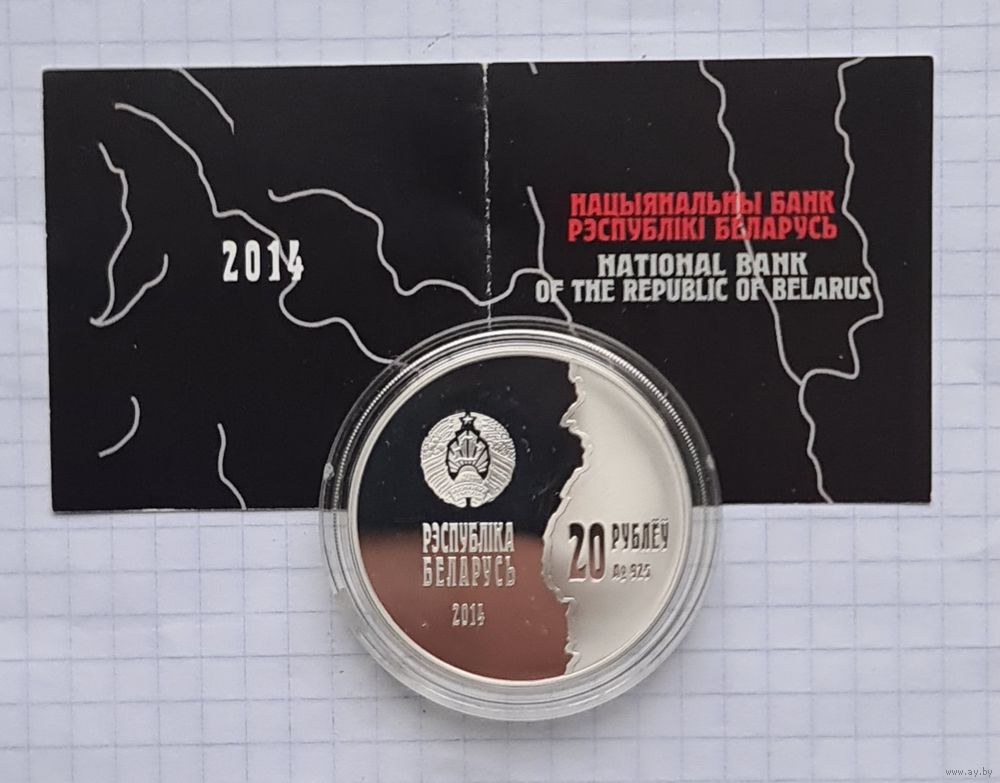 2014
НАЦЫЯНАЛЬНЫ БАНК
РЭСПУБЛІКІ БЕЛАРУСЬ
NATIONAL BANK
OF THE REPUBLIC OF BELARUS
РЭСПУБЛІКА
БЕЛАРУСЬ
2014
20 РУБЛЁЎ
Ag 925
www.ay.by